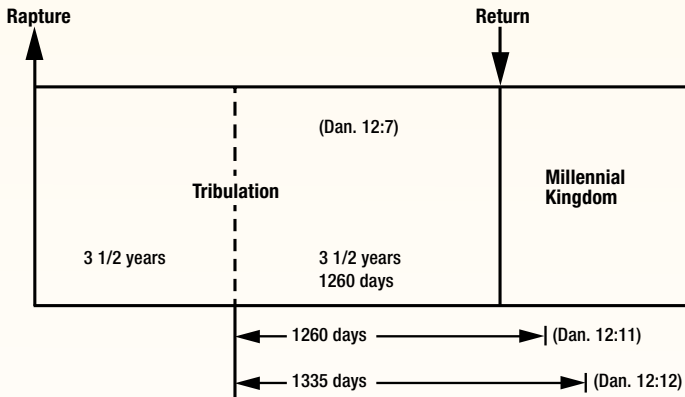 Rapture
Return
(Dan. 12:7)
Tribulation
Millennial
Kingdom
3 1/2 years
3 1/2 years
1260 days
1260 days
(Dan. 12:11)
1335 days
(Dan. 12:12)